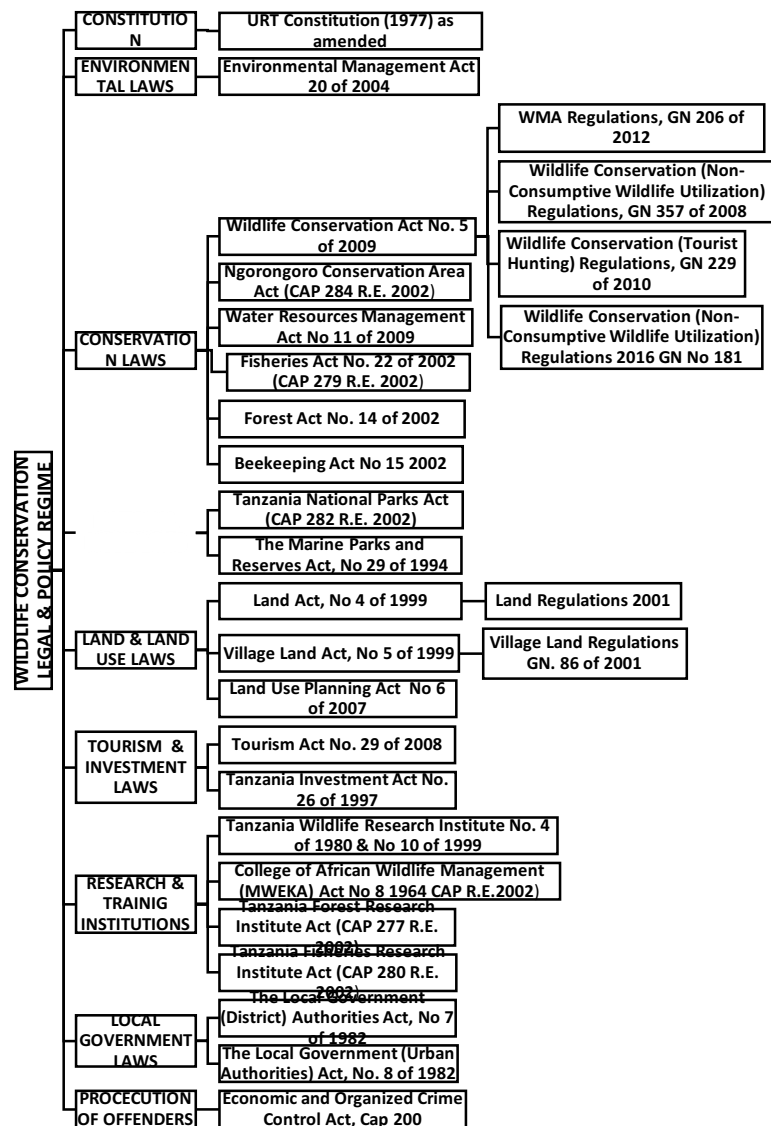 WILDLIFE CONSERVATION
LEGAL & POLICY REGIME
CONSTITUTIO
N
URT Constitution (1977) as
amended
ENVIRONMEN
TAL LAWS
Environmental Management Act
20 of 2004
CONSERVATIO
N LAWS
Wildlife Conservation Act No. 5
of 2009
WMA Regulations, GN 206 of
2012
Wildlife Conservation (Non-
Consumptive Wildlife Utilization)
Regulations, GN 357 of 2008
Wildlife Conservation (Tourist
Hunting) Regulations, GN 229
of 2010
Wildlife Conservation (Non-
Consumptive Wildlife Utilization)
Regulations 2016 GN No 181
Ngorongoro Conservation Area
Act (CAP 284 R.E. 2002)
Water Resources Management
Act No 11 of 2009
Fisheries Act No. 22 of 2002
(CAP 279 R.E. 2002)
Forest Act No. 14 of 2002
Beekeeping Act No 15 2002
Tanzania National Parks Act
(CAP 282 R.E. 2002)
The Marine Parks and
Reserves Act, No 29 of 1994
LAND & LAND
USE LAWS
Land Act, No 4 of 1999
Land Regulations 2001
Village Land Act, No 5 of 1999
Village Land Regulations
GN. 86 of 2001
Land Use Planning Act No 6
of 2007
TOURISM &
INVESTMENT
LAWS
Tourism Act No. 29 of 2008
Tanzania Investment Act No.
26 of 1997
RESEARCH &
TRAINIG
INSTITUTIONS
Tanzania Wildlife Research Institute No. 4
of 1980 & No 10 of 1999
College of African Wildlife Management
(MWEKA) Act No 8 1964 CAP R.E.2002)
Tanzania Forest Research
Institute Act (CAP 277 R.E.
2002)
Tanzania Fisheries Research
Institute Act (CAP 280 R.E.
2002)
LOCAL
GOVERNMENT
LAWS
The Local Government
(District) Authorities Act, No 7
of 1982
The Local Government (Urban
Authorities) Act, No. 8 of 1982
PROCECUTION
OF OFFENDERS
Economic and Organized Crime
Control Act, Cap 200